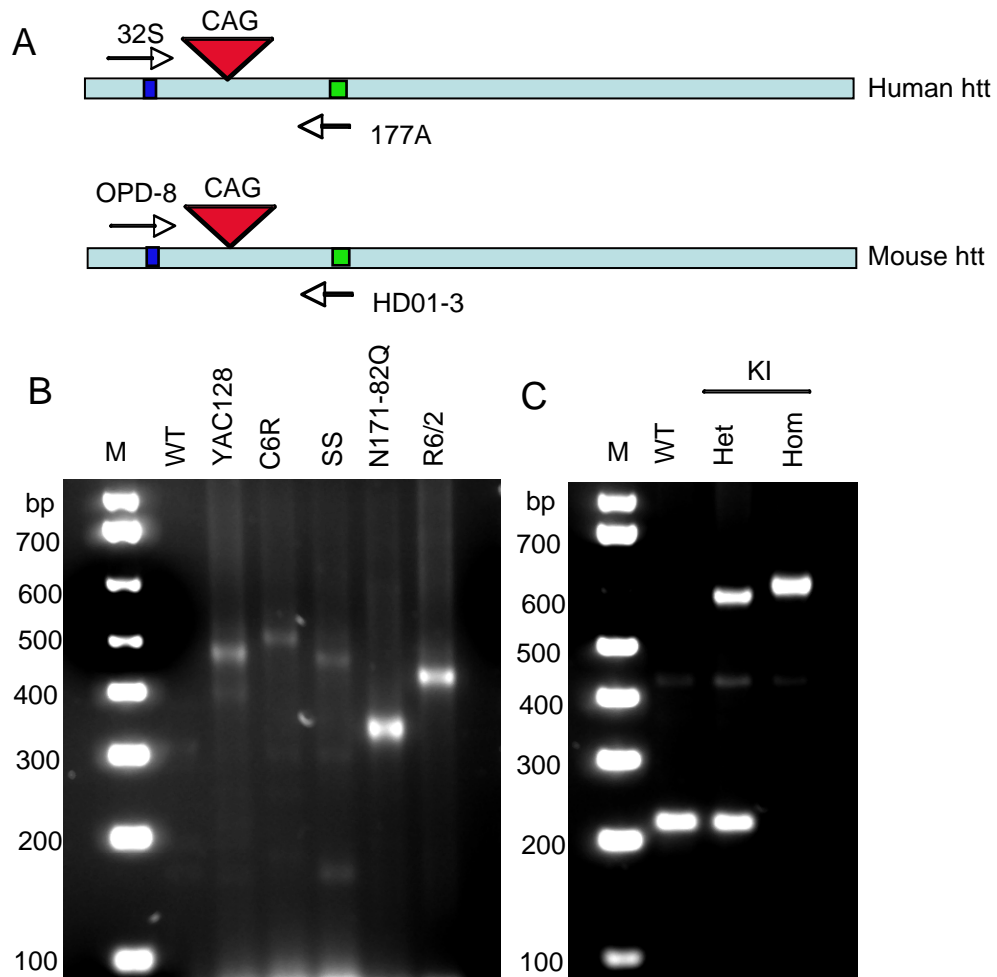 A
32S
CAG
Human htt
177A
OPD-8
CAG
Mouse htt
HD01-3
B
M
WT
YAC128
C6R
SS
N171-82Q
R6/2
bp
700
600
500
400
300
200
100
C
KI
M
WT
Het
Hom
bp
700
600
500
400
300
200
100